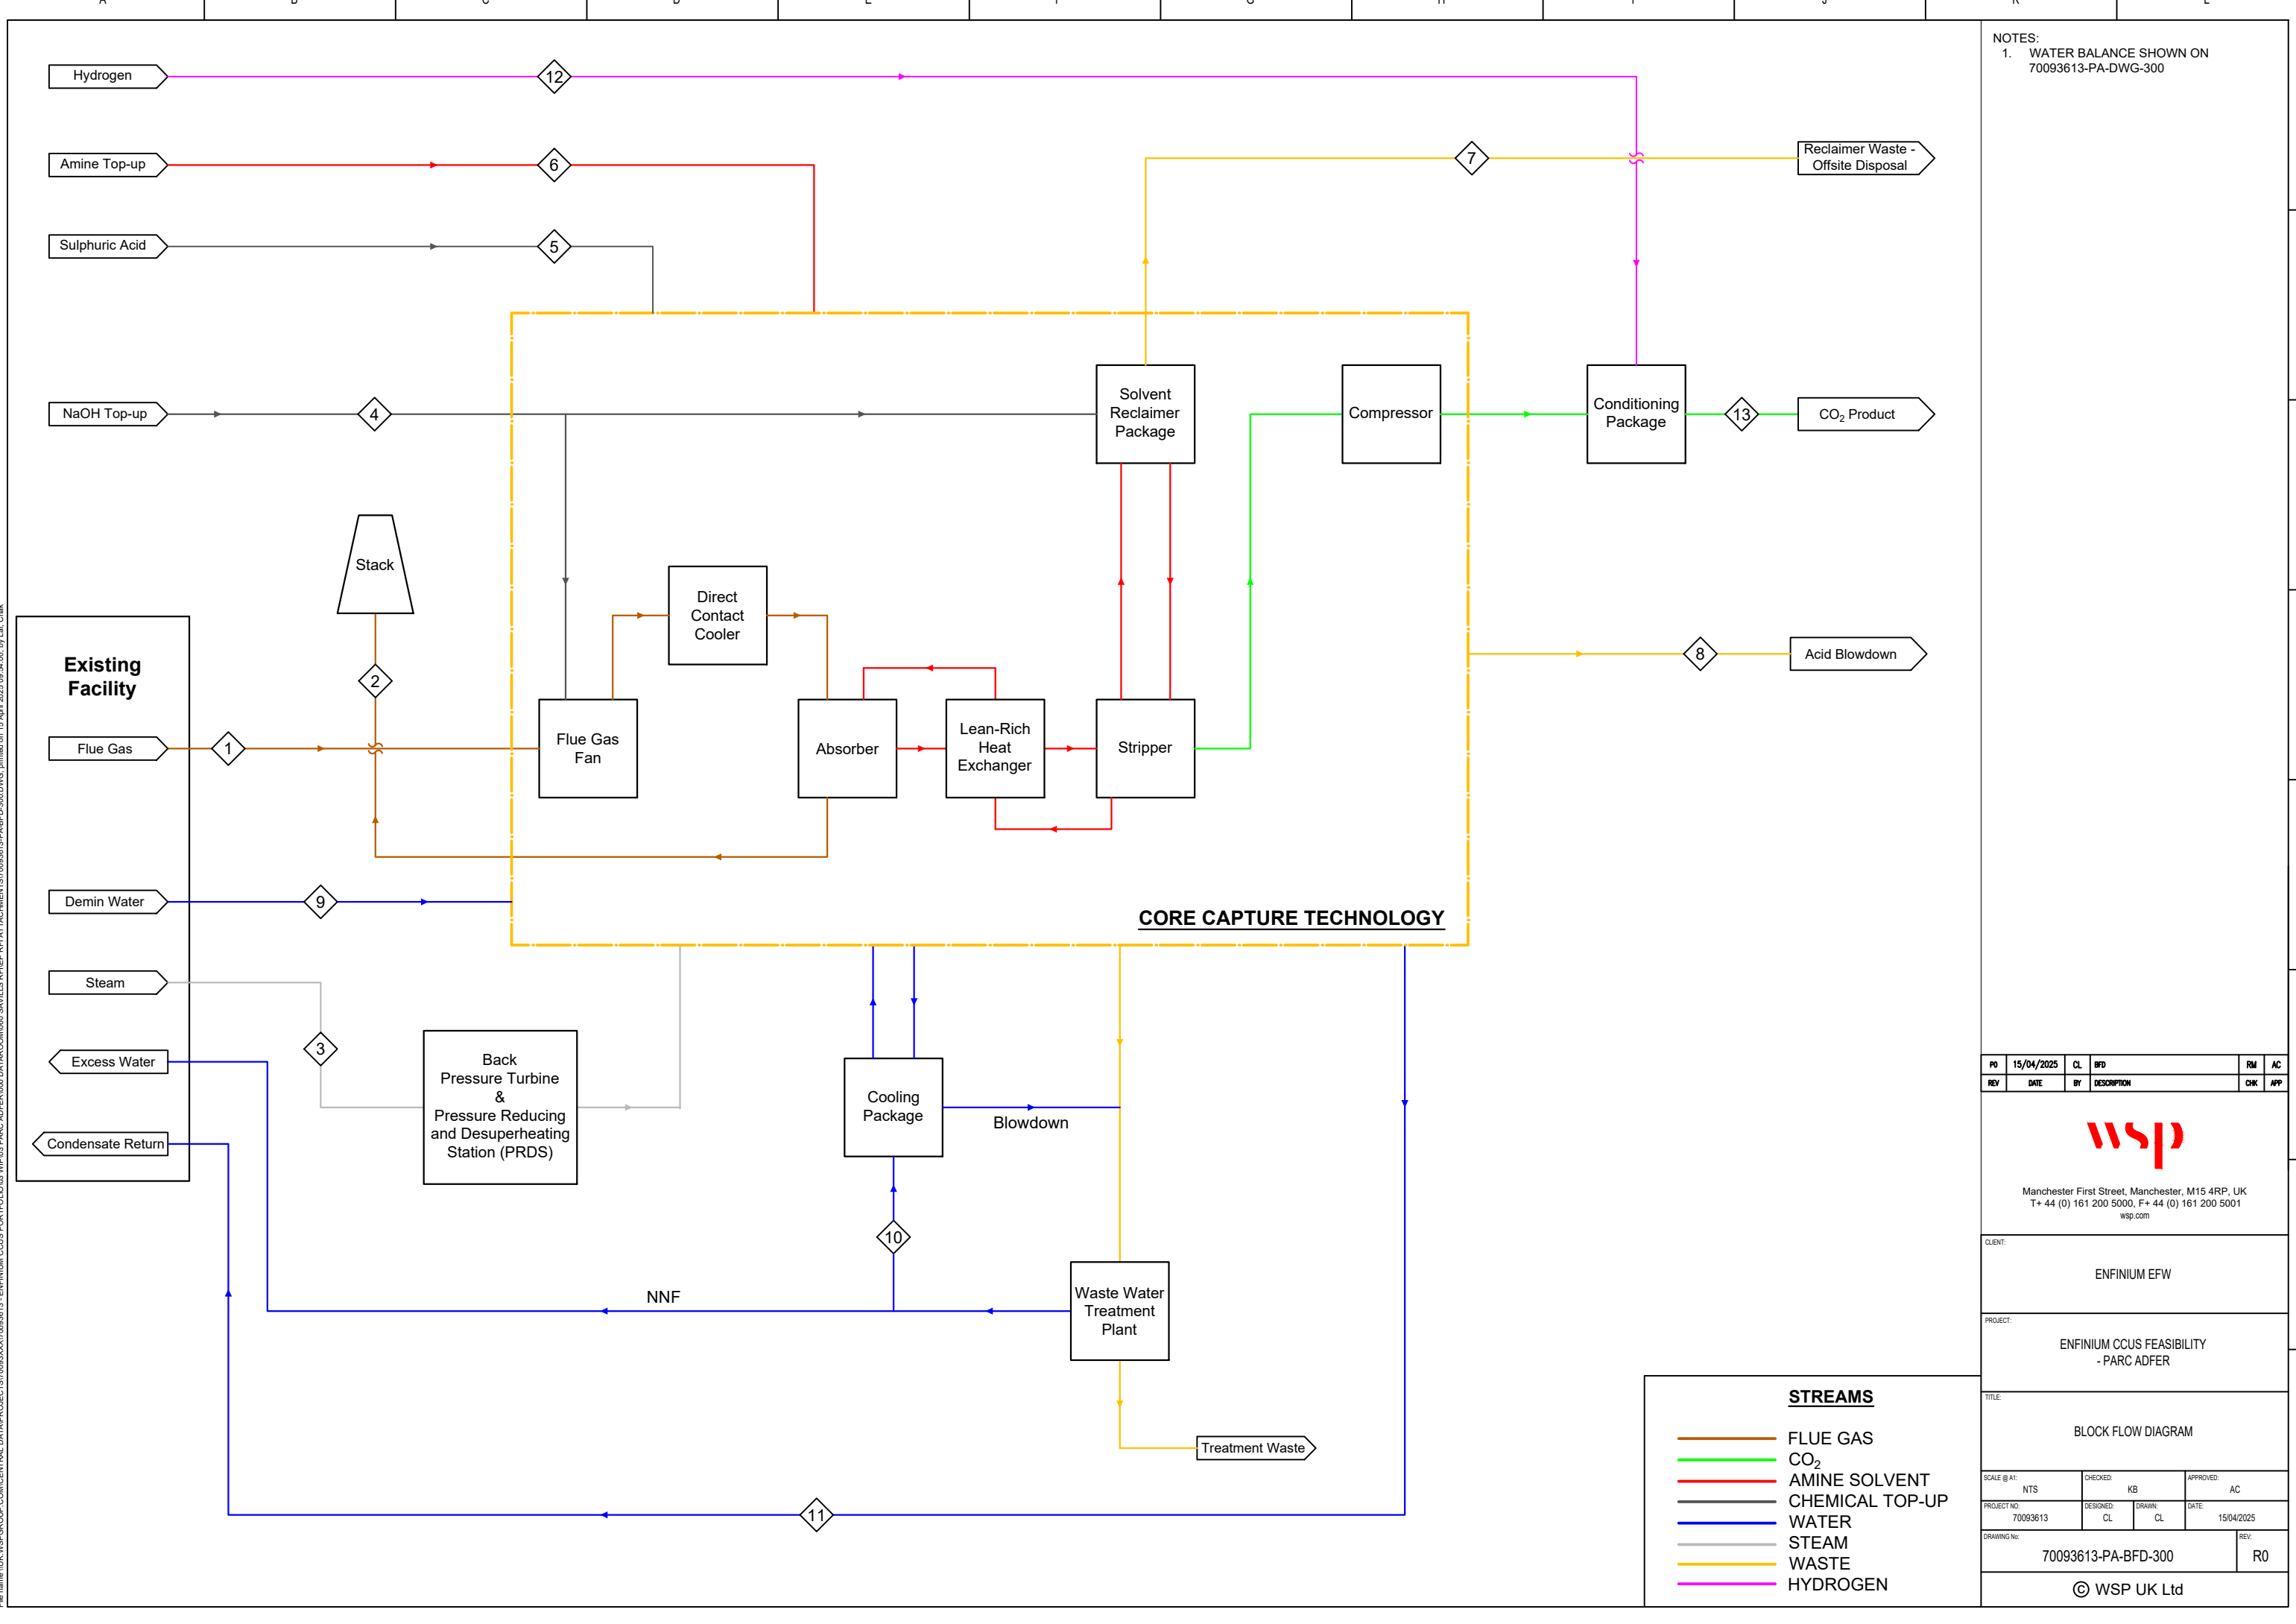 NOTES:
1. WATER BALANCE SHOWN ON
70093613-PA-DWG-300
Hydrogen
12
Amine Top-up
6
7
Reclaimer Waste -
Offsite Disposal
Sulphuric Acid
5
NaOH Top-up
4
Solvent
Reclaimer
Package
Compressor
Conditioning
Package
13
CO2 Product
Stack
Direct
Contact
Cooler
Existing
Facility
2
8
Acid Blowdown
Flue Gas
1
Flue Gas
Fan
Absorber
Lean-Rich
Heat
Exchanger
Stripper
Demin Water
9
CORE CAPTURE TECHNOLOGY
Steam
3
Excess Water
Condensate Return
Back
Pressure Turbine
&
Pressure Reducing
and Desuperheating
Station (PRDS)
Cooling
Package
Blowdown
10
NNF
Waste Water
Treatment
Plant
Treatment Waste
11
STREAMS
FLUE GAS
CO2
AMINE SOLVENT
CHEMICAL TOP-UP
WATER
STEAM
WASTE
HYDROGEN
P0 15/04/2025 CL BFD RM AC
REV DATE BY DESCRIPTION CHK APP
wsp
Manchester First Street, Manchester, M15 4RP, UK
T+ 44 (0) 161 200 5000, F+ 44 (0) 161 200 5001
wsp.com
CLIENT:
ENFINIUM EFW
PROJECT:
ENFINIUM CCUS FEASIBILITY
- PARC ADFER
TITLE:
BLOCK FLOW DIAGRAM
SCALE @ A1: CHECKED: APPROVED:
NTS KB AC
PROJECT NO: DESIGNED: DRAWN: DATE:
70093613 CL CL 15/04/2025
DRAWING No: REV:
70093613-PA-BFD-300 R0
© WSP UK Ltd